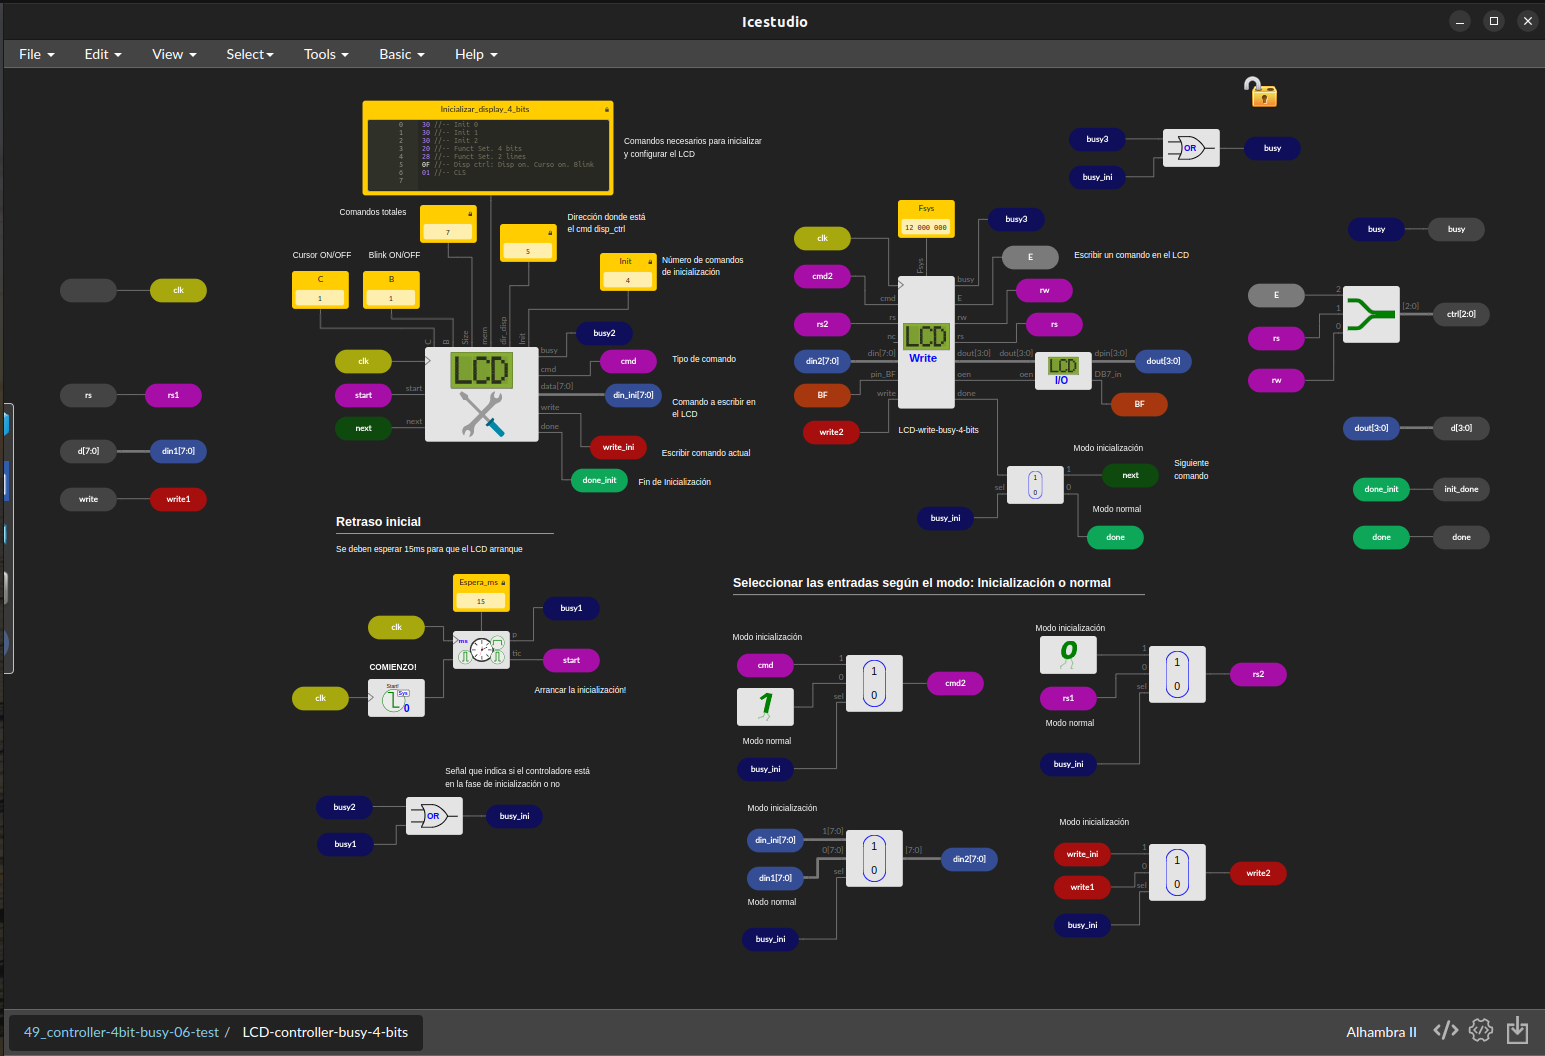 Icestudio
File
Edit
View
Select
Tools
Basic
Help
Inicializar_display_4_bits
0 30 //-- Init 0
1 30 //-- Init 1
2 30 //-- Init 2
3 20 //-- Funct Set. 4 bits
4 28 //-- Funct Set. 2 lines
5 0F //-- Disp ctrl: Disp on. Curso on. Blink
6 01 //-- CLS
7
Comandos necesarios para inicializar
y configurar el LCD
Comandos totales
7
Dirección donde está
el cmd disp_ctrl
5
Cursor ON/OFF
Blink ON/OFF
C
1
B
1
Init
4
Número de comandos
de inicialización
clk
rs
rs1
d[7:0]
din1[7:0]
write
write1
C
B
Size
mem
dir_disp
Init
clk
start
start
next
next
LCD
busy
busy2
cmd
cmd
Tipo de comando
data[7:0]
din_ini[7:0]
Comando a escribir en
el LCD
write
write_ini
Escribir comando actual
done
done_init
Fin de Inicialización
Retraso inicial
Se deben esperar 15ms para que el LCD arranque
Espera_ms
15
clk
ms
p
busy1
tic
start
Arrancar la inicialización!
COMIENZO!
clk
Start!
Sys
0
Señal que indica si el controladore está
en la fase de inicialización o no
busy2
busy1
OR
busy_ini
Fsys
12 000 000
Fsys
clk
cmd2
cmd
rs2
rs
nc
din2[7:0]
din[7:0]
BF
pin_BF
write2
write
LCD
Write
LCD-write-busy-4-bits
busy
busy3
E
E
Escribir un comando en el LCD
rw
rw
rs
rs
dout[3:0]
dout[3:0]
oen
oen
done
LCD
I/O
dpin[3:0]
dout[3:0]
DB7_in
BF
Modo inicialización
sel
1
0
1
0
next
Siguiente
comando
Modo normal
busy_ini
done
busy3
busy_ini
OR
busy
busy
busy
E
rs
rw
2
1
0
[2:0]
ctrl[2:0]
dout[3:0]
d[3:0]
done_init
init_done
done
done
Seleccionar las entradas según el modo: Inicialización o normal
Modo inicialización
cmd
1
Modo normal
busy_ini
1
0
sel
1
0
cmd2
Modo inicialización
0
rs1
Modo normal
busy_ini
1
0
sel
1
0
rs2
Modo inicialización
din_ini[7:0]
din1[7:0]
Modo normal
busy_ini
1[7:0]
0[7:0]
sel
1
0
[7:0]
din2[7:0]
Modo inicialización
write_ini
write1
busy_ini
1
0
sel
1
0
write2
49_controller-4bit-busy-06-test / LCD-controller-busy-4-bits
Alhambra II